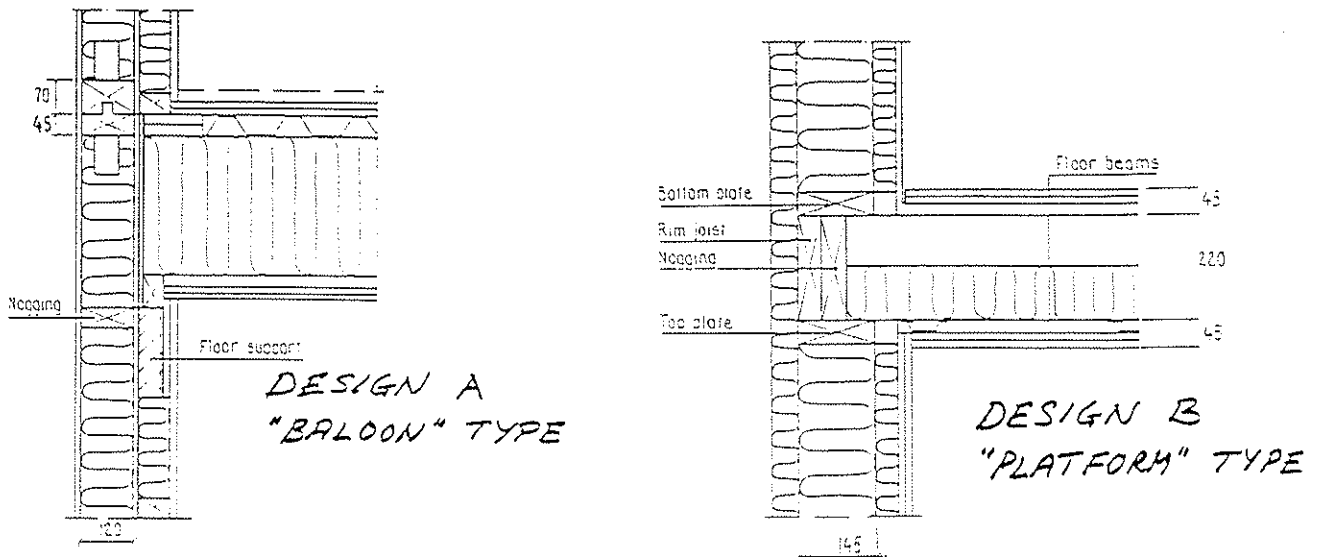 70
45
Nogging
Floor support
120
DESIGN A
"BALOON" TYPE
Floor beams
Bottom plate
45
Rim joist
Nogging
220
Top plate
45
145
DESIGN B
"PLATFORM" TYPE